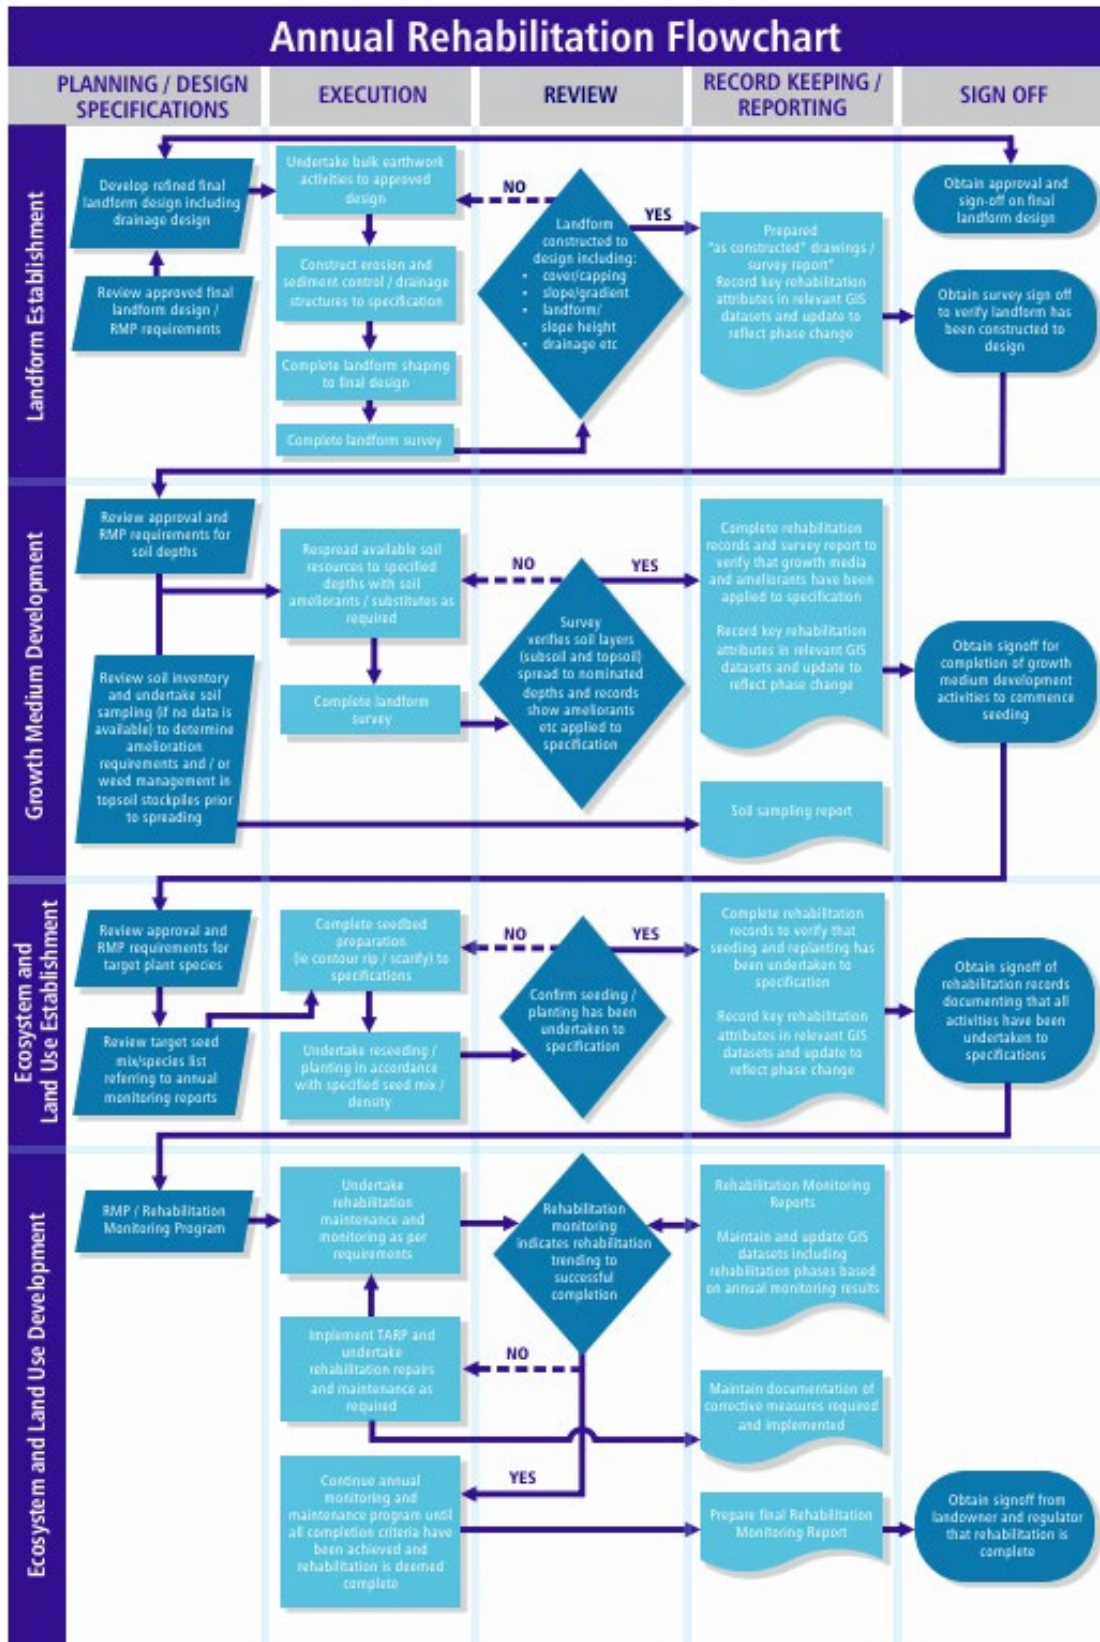 Annual Rehabilitation Flowchart
PLANNING / DESIGN
SPECIFICATIONS
EXECUTION
REVIEW
RECORD KEEPING /
REPORTING
SIGN OFF
Landform Establishment
Develop refined final
landform design including
drainage design
Review approved final
landform design /
RMP requirements
Undertake bulk earthwork
activities to approved
design
Construct erosion and
sediment control / drainage
structures to specification
Complete landform shaping
to final design
Complete landform survey
NO
Landform
constructed to
design including:
• cover/capping
• slope/gradient
• landform/
slope height
• drainage etc
YES
Prepared
"as constructed" drawings /
survey report"
Record key rehabilitation
attributes in relevant GIS
datasets and update to
reflect phase change
Obtain approval and
sign-off on final
landform design
Obtain survey sign off
to verify landform has
been constructed to
design
Growth Medium Development
Review approval and
RMP requirements for
soil depths
Review soil inventory
and undertake soil
sampling (if no data is
available) to determine
amelioration
requirements and / or
weed management in
topsoil stockpiles prior
to spreading
Respread available soil
resources to specified
depths with soil
ameliorants / substitutes as
required
Complete landform
survey
NO
YES
Survey
verifies soil layers
(subsoil and topsoil)
spread to nominated
depths and records
show ameliorants
etc applied to
specification
Complete rehabilitation
records and survey report to
verify that growth media
and ameliorants have been
applied to specification
Record key rehabilitation
attributes in relevant GIS
datasets and update to
reflect phase change
Soil sampling report
Obtain signoff for
completion of growth
medium development
activities to commence
seeding
Ecosystem and
Land Use Establishment
Review approval and
RMP requirements for
target plant species
Review target seed
mix/species list
referring to annual
monitoring reports
Complete seedbed
preparation
(ie contour rip / scarify) to
specifications
Undertake reseeding /
planting in accordance
with specified seed mix /
density
NO
YES
Confirm seeding /
planting has been
undertaken to
specification
Complete rehabilitation
records to verify that
seeding and replanting has
been undertaken to
specification
Record key rehabilitation
attributes in relevant GIS
datasets and update to
reflect phase change
Obtain signoff of
rehabilitation records
documenting that all
activities have been
undertaken to
specifications
Ecosystem and Land Use Development
RMP / Rehabilitation
Monitoring Program
Undertake
rehabilitation
maintenance and
monitoring as per
requirements
Implement TARP and
undertake
rehabilitation repairs
and maintenance as
required
Continue annual
monitoring and
maintenance program until
all completion criteria have
been achieved and
rehabilitation is deemed
complete
Rehabilitation
monitoring
indicates rehabilitation
trending to
successful
completion
NO
YES
Rehabilitation Monitoring
Reports
Maintain and update GIS
datasets including
rehabilitation phases based
on annual monitoring results
Maintain documentation of
corrective measures required
and implemented
Prepare final Rehabilitation
Monitoring Report
Obtain signoff from
landowner and regulator
that rehabilitation is
complete